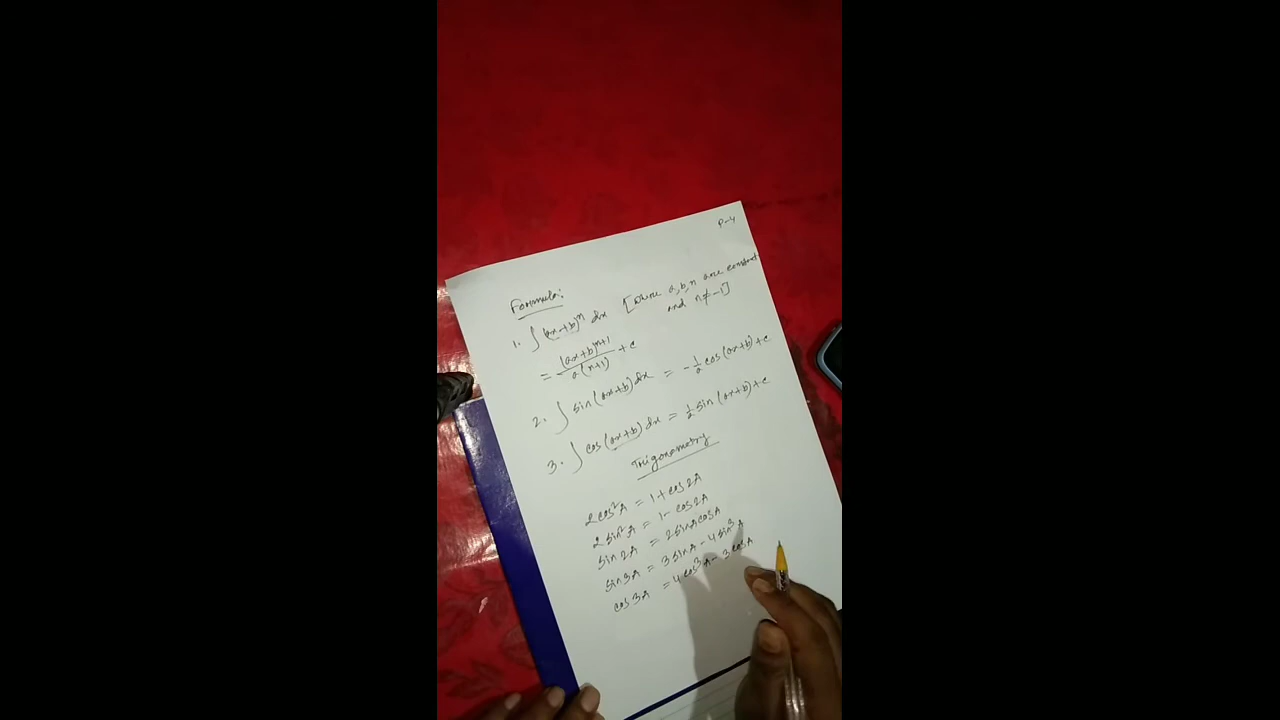 P-4
Formula:
1. ∫(ax+b)ⁿ dx [where a,b,n are constant
and n≠-1]
= (ax+b)ⁿ⁺¹/a(n+1) + c
2. ∫ sin(ax+b)dx = -1/a cos(ax+b)+c
3. ∫ cos(ax+b)dx = 1/a sin(ax+b)+c
Trigonometry
2cos²A = 1+cos2A
2sin²A = 1-cos2A
sin2A = 2sinAcosA
sin3A = 3sinA-4sin³A
cos3A = 4cos³A-3cosA